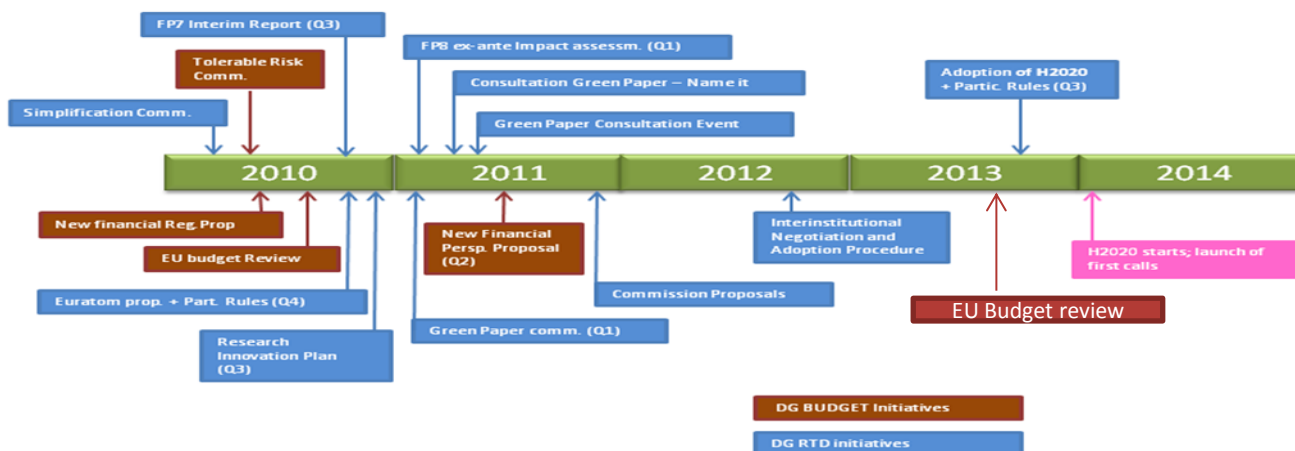 FP7 Interim Report (Q3)
FP8 ex-ante Impact assessm. (Q1)
Tolerable Risk
Comm.
Consultation Green Paper – Name it
Adoption of H2020
+ Partic. Rules (Q3)
Simplification Comm.
Green Paper Consultation Event
2010
2011
2012
2013
2014
New financial Reg. Prop
EU budget Review
New Financial
Persp. Proposal
(Q2)
Interinstitutional
Negotiation and
Adoption Procedure
H2020 starts; launch of
first calls
Euratom prop. + Part. Rules (Q4)
Commission Proposals
EU Budget review
Research
Innovation Plan
(Q3)
Green Paper comm. (Q1)
DG BUDGET Initiatives
DG RTD initiatives